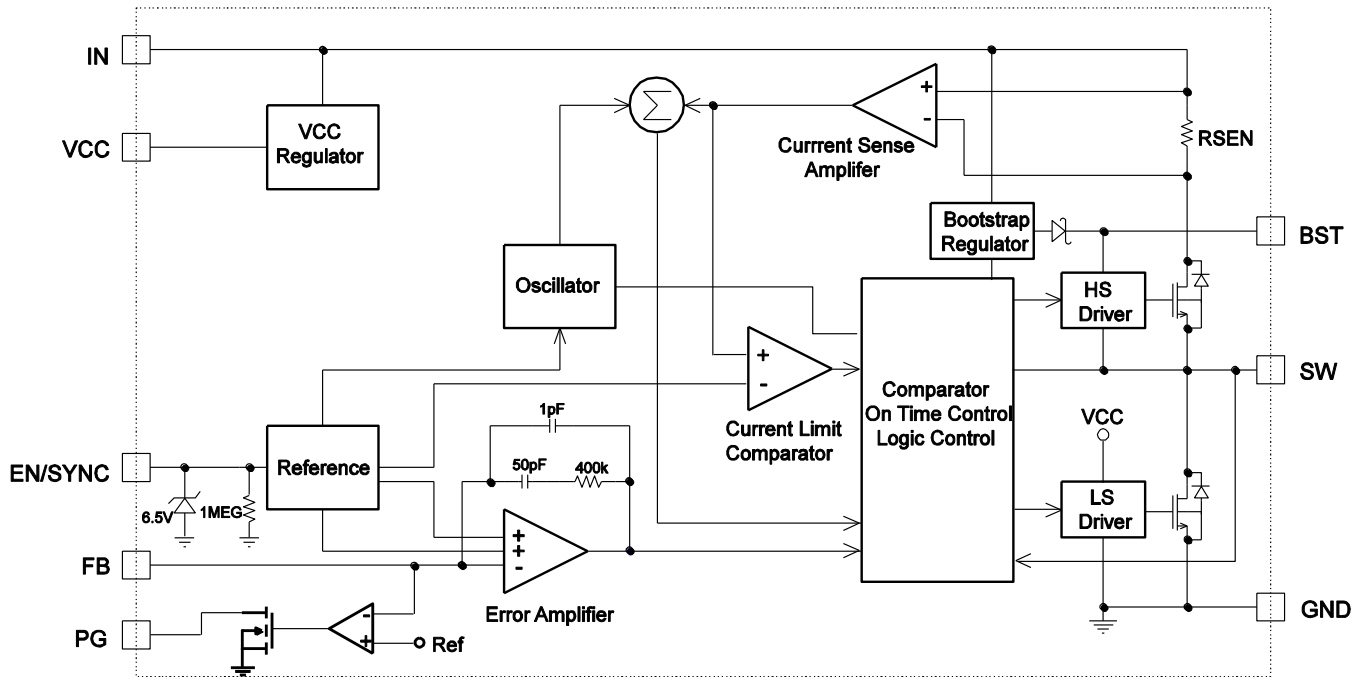 IN
VCC
VCC
Regulator
Σ
+
-
Currrent Sense
Amplifer
RSEN
Bootstrap
Regulator
BST
Oscillator
HS
Driver
+
-
Current Limit
Comparator
Comparator
On Time Control
Logic Control
SW
VCC
1pF
50pF
400k
EN/SYNC
Reference
6.5V
1MEG
LS
Driver
+
+
-
Error Amplifier
FB
PG
-
+
Ref
GND